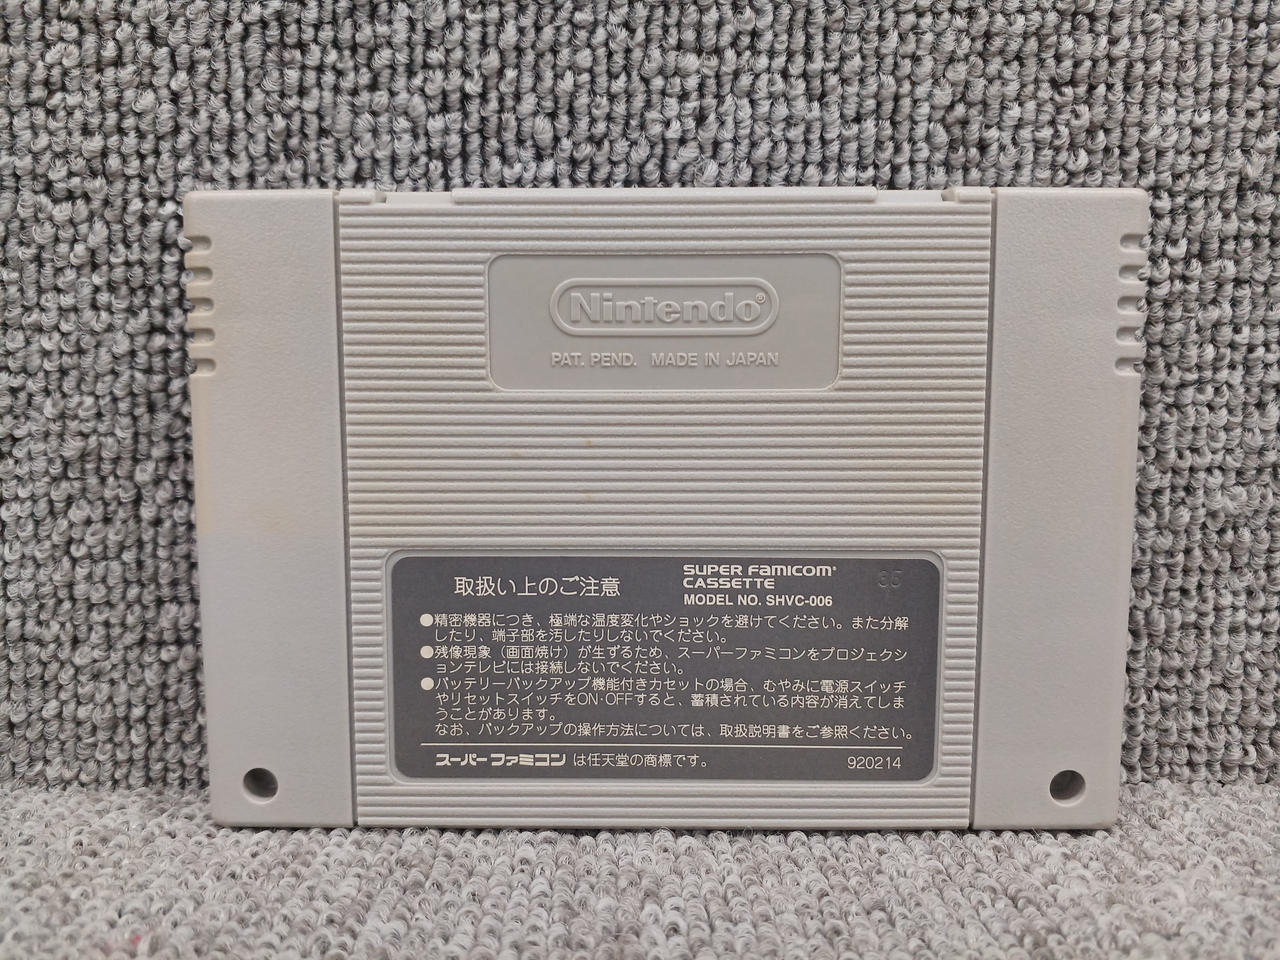 Nintendo®
PAT. PEND. MADE IN JAPAN
取扱い上のご注意
SUPER FAMICOM
CASSETTE
MODEL NO. SHVC-006
●精密機器につき、極端な温度変化やショックを避けてください。また分解
したり、端子部を汚したりしないでください。
●残像現象（画面焼け）が生ずるため、スーパーファミコンをプロジェクシ
ョンテレビには接続しないでください。
●バッテリーバックアップ機能付きカセットの場合、むやみに電源スイッチ
やリセットスイッチをON・OFFすると、蓄積されている内容が消えてしま
うことがあります。
なお、バックアップの操作方法については、取扱説明書をご参照ください。
スーパーファミコン は任天堂の商標です。
920214